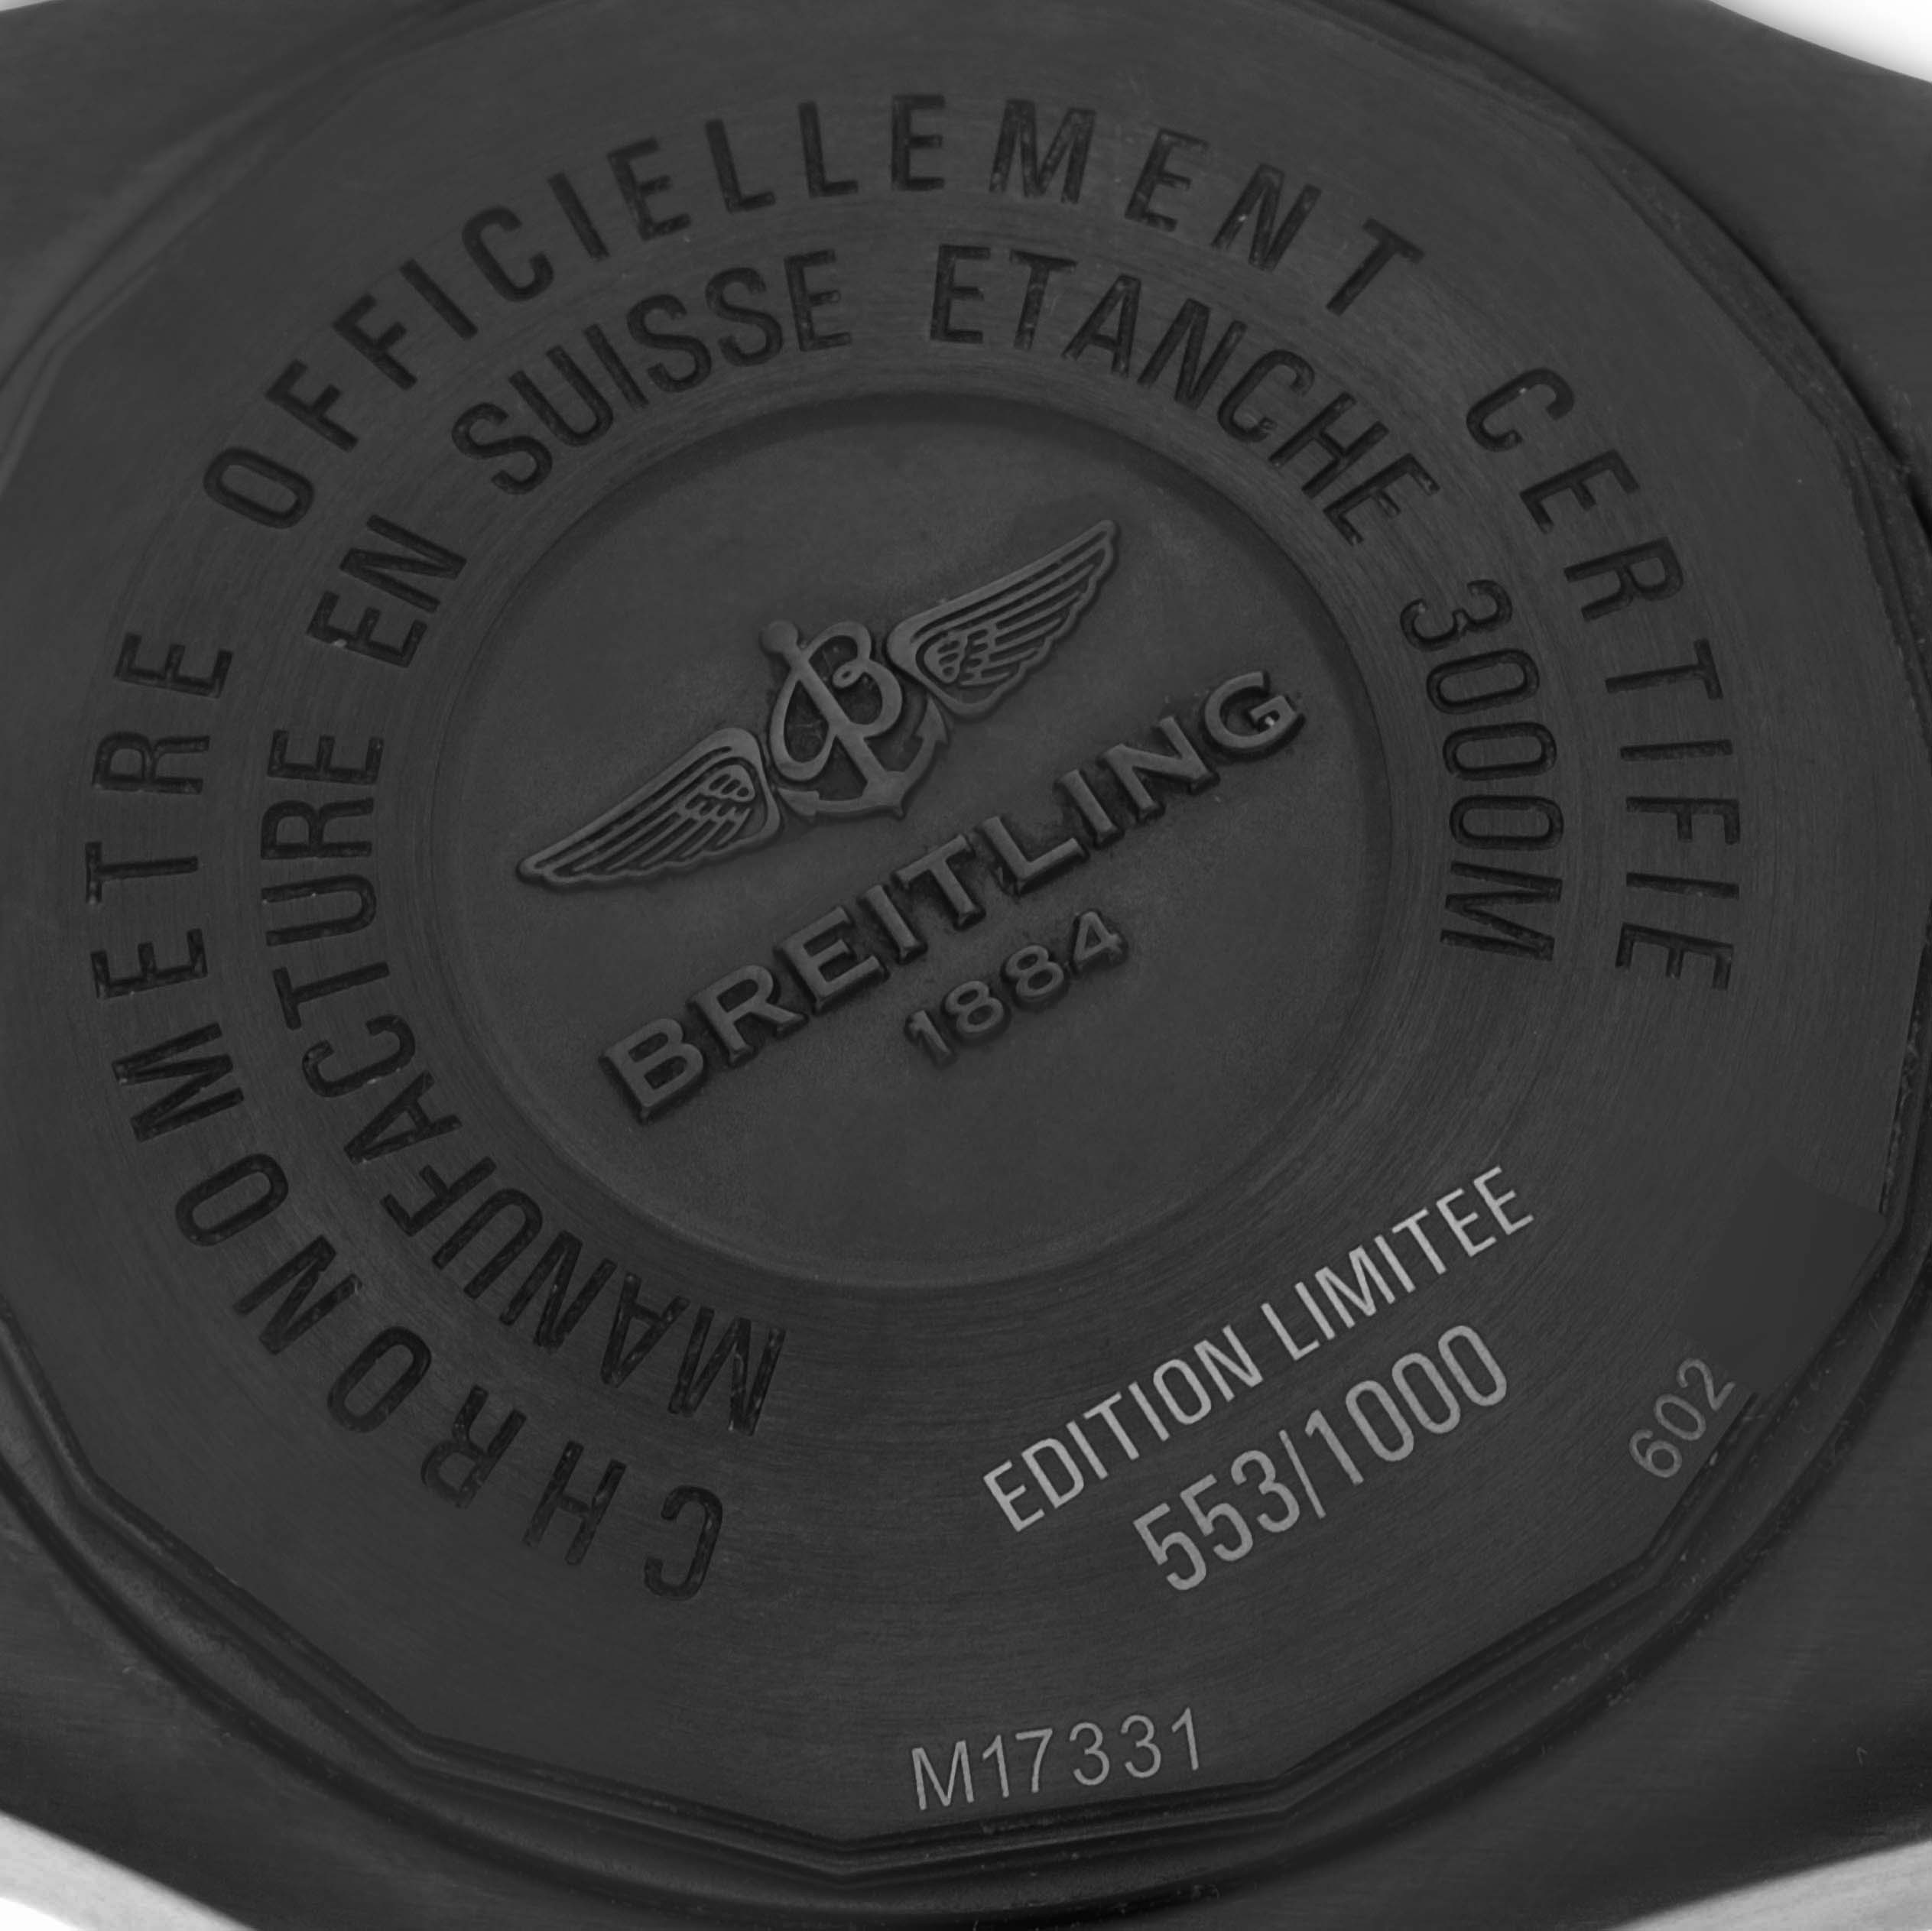 CHRONOMETRE OFFICIELLEMENT CERTIFIE
MANUFACTURE EN SUISSE ETANCHE 3000M
B
BREITLING
1884
EDITION LIMITEE
553/1000
602
M17331